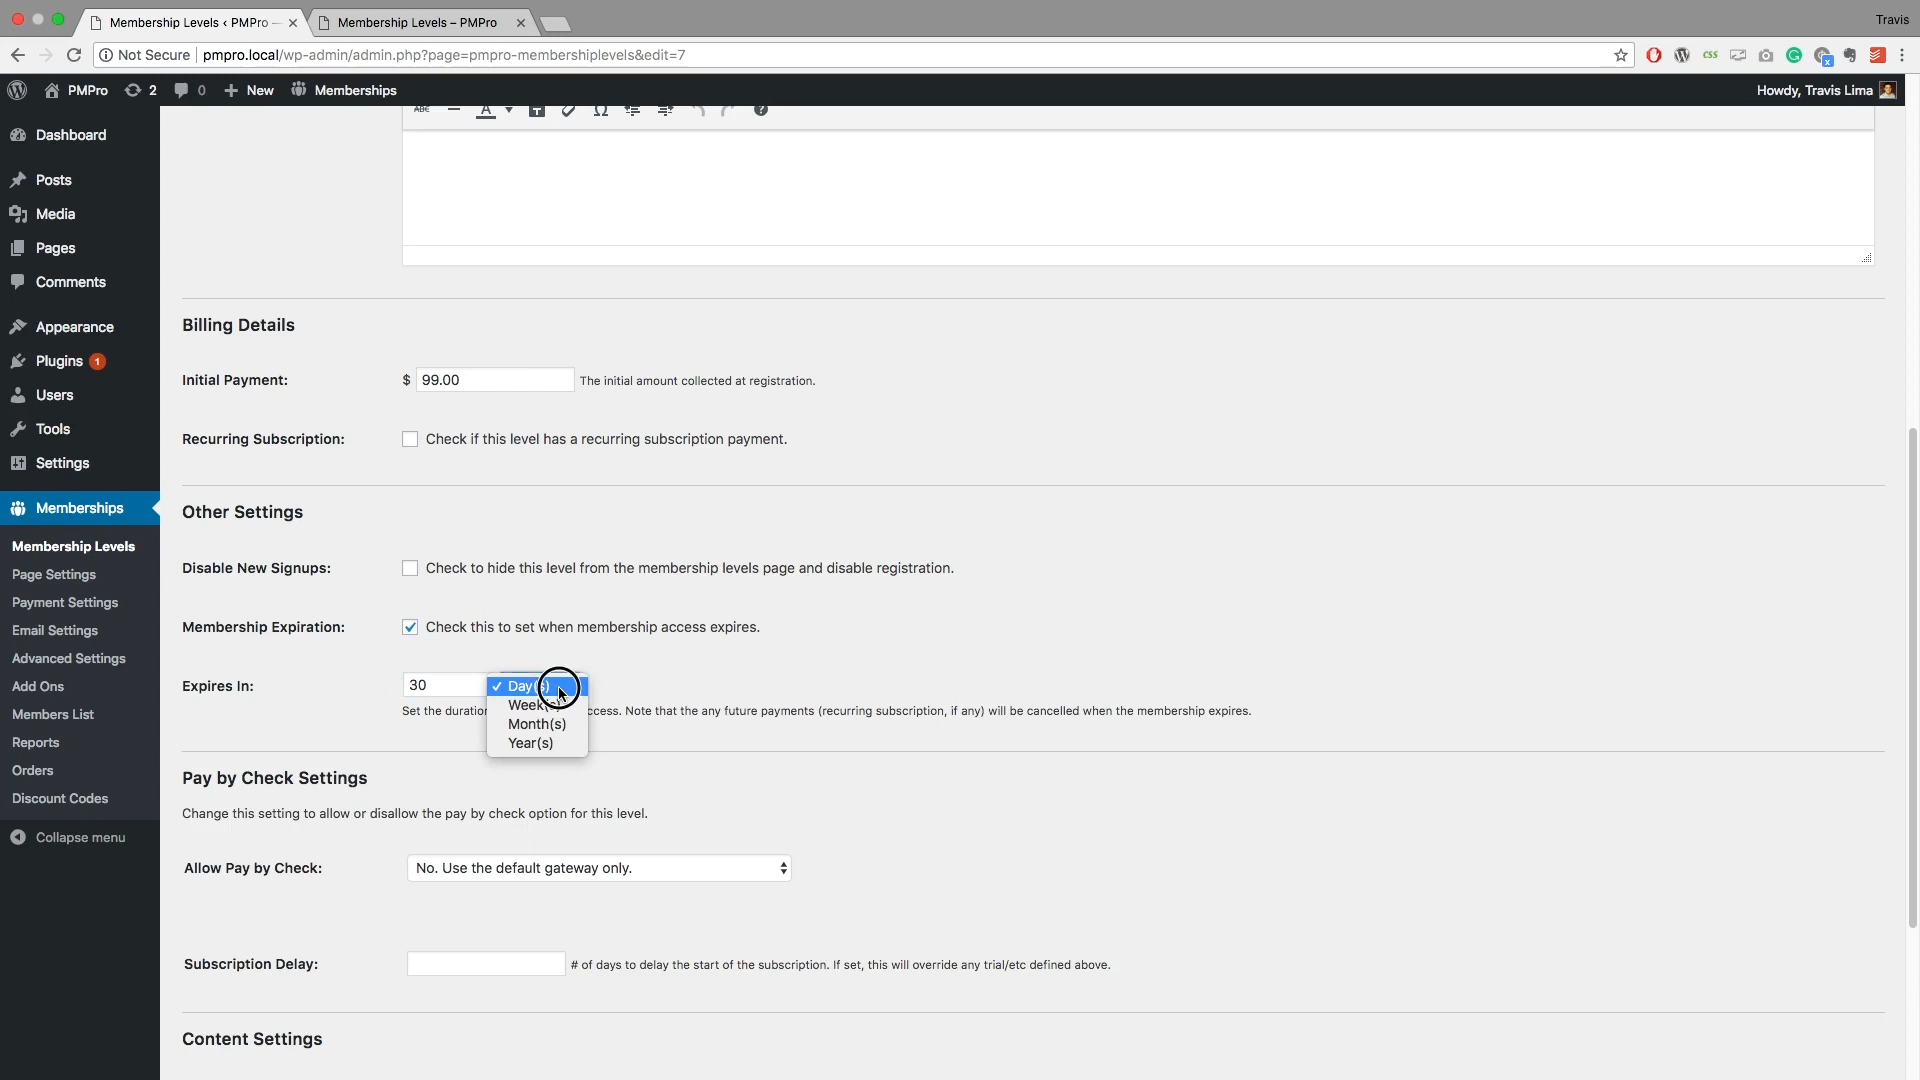 Travis
Membership Levels ‹ PMPro —
Membership Levels – PMPro
Not Secure
pmpro.local/wp-admin/admin.php?page=pmpro-membershiplevels&edit=7
css
PMPro
2
0
New
Memberships
Howdy, Travis Lima
Dashboard
Posts
Media
Pages
Comments
Appearance
Plugins 1
Users
Tools
Settings
Memberships
Membership Levels
Page Settings
Payment Settings
Email Settings
Advanced Settings
Add Ons
Members List
Reports
Orders
Discount Codes
Collapse menu
ABC
Billing Details
Initial Payment:
$ 99.00 The initial amount collected at registration.
Recurring Subscription:
Check if this level has a recurring subscription payment.
Other Settings
Disable New Signups:
Check to hide this level from the membership levels page and disable registration.
Membership Expiration:
Check this to set when membership access expires.
Expires In:
30
Day(s)
Week(s)
Month(s)
Year(s)
Set the duration ccess. Note that the any future payments (recurring subscription, if any) will be cancelled when the membership expires.
Pay by Check Settings
Change this setting to allow or disallow the pay by check option for this level.
Allow Pay by Check:
No. Use the default gateway only.
Subscription Delay:
# of days to delay the start of the subscription. If set, this will override any trial/etc defined above.
Content Settings